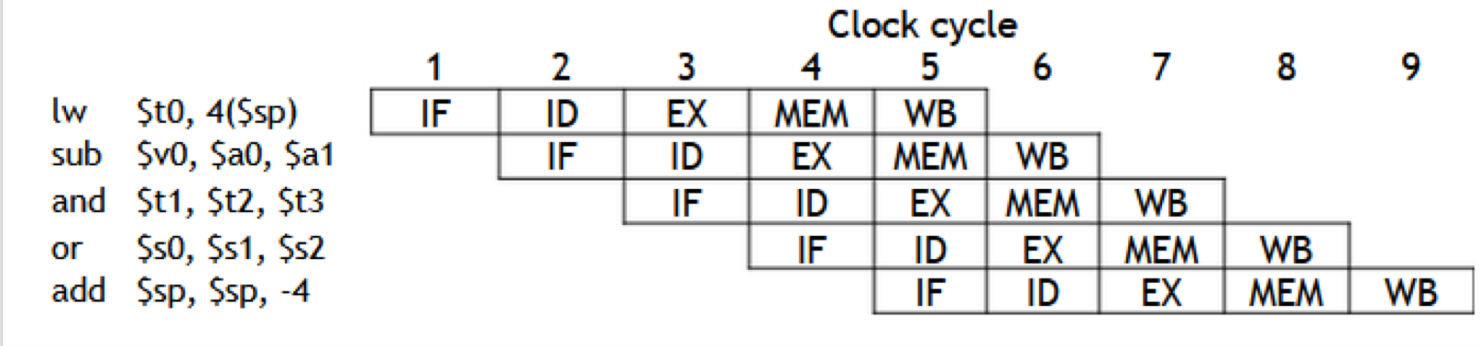 Clock cycle
1 2 3 4 5 6 7 8 9
lw $t0, 4($sp) IF ID EX MEM WB
sub $v0, $a0, $a1 IF ID EX MEM WB
and $t1, $t2, $t3 IF ID EX MEM WB
or $s0, $s1, $s2 IF ID EX MEM WB
add $sp, $sp, -4 IF ID EX MEM WB